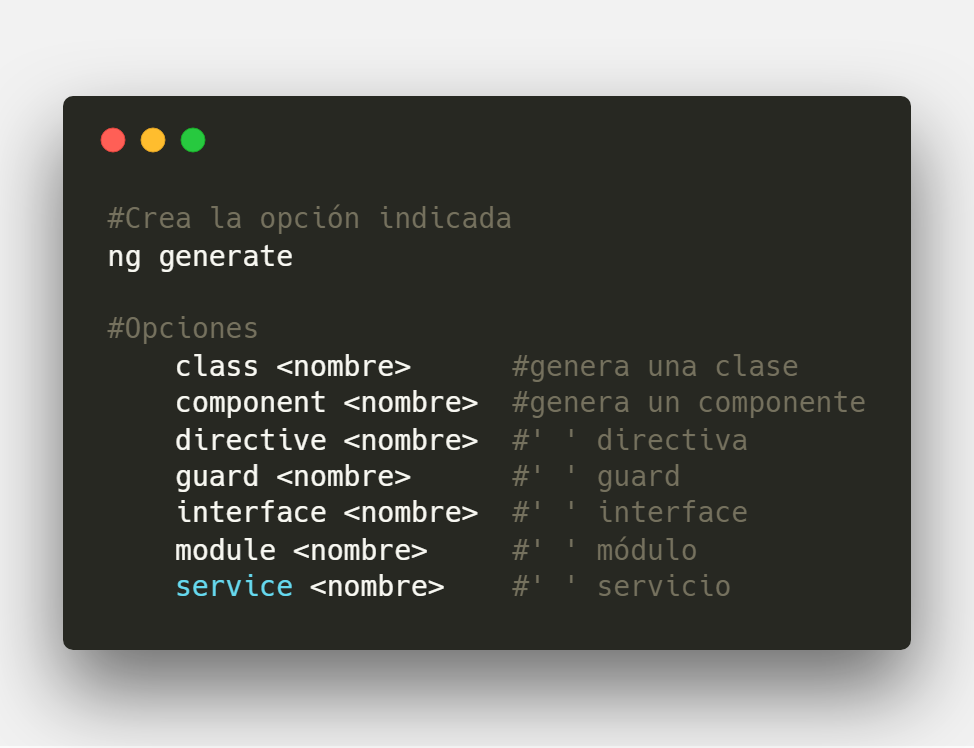 #Crea la opción indicada
ng generate
#Opciones
class <nombre> #genera una clase
component <nombre> #genera un componente
directive <nombre> #' ' directiva
guard <nombre> #' ' guard
interface <nombre> #' ' interface
module <nombre> #' ' módulo
service <nombre> #' ' servicio